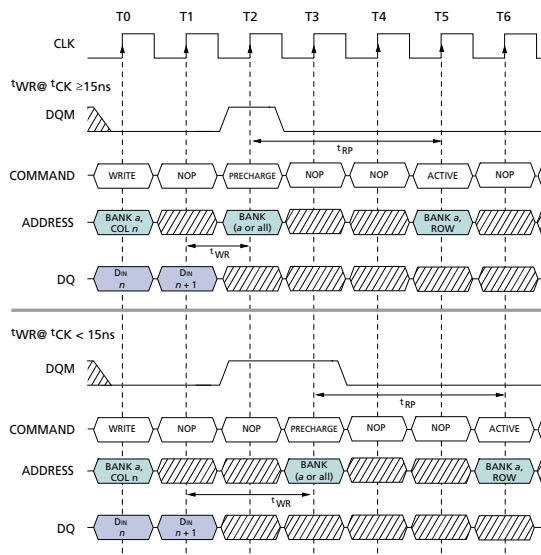 T0 T1 T2 T3 T4 T5 T6
CLK
tWR@ tCK ≥15ns
DQM
tRP
COMMAND WRITE NOP PRECHARGE NOP NOP ACTIVE NOP
ADDRESS BANK a, COL n BANK (a or all) BANK a, ROW
tWR
DQ DIN n DIN n + 1
tWR@ tCK < 15ns
DQM
tRP
COMMAND WRITE NOP NOP PRECHARGE NOP NOP ACTIVE
ADDRESS BANK a, COL n BANK (a or all) BANK a, ROW
tWR
DQ DIN n DIN n + 1